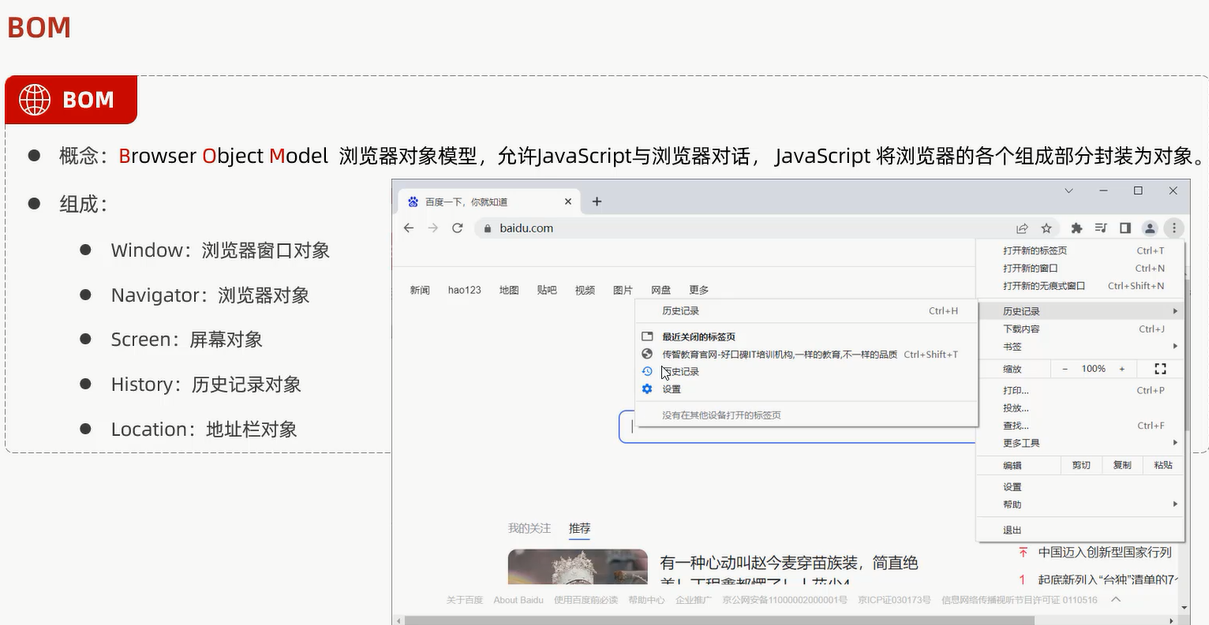 BOM
BOM
概念：Browser Object Model 浏览器对象模型，允许JavaScript与浏览器对话， JavaScript 将浏览器的各个组成部分封装为对象。
组成：
Window：浏览器窗口对象
Navigator：浏览器对象
Screen：屏幕对象
History：历史记录对象
Location：地址栏对象
百度一下，你就知道
baidu.com
新闻 hao123 地图 贴吧 视频 图片 网盘 更多
打开新的标签页 Ctrl+T
打开新的窗口 Ctrl+N
打开新的无痕式窗口 Ctrl+Shift+N
历史记录
下载内容 Ctrl+J
书签
缩放 − 100% +
打印... Ctrl+P
投放...
查找... Ctrl+F
更多工具
编辑 剪切 复制 粘贴
设置
帮助
退出
历史记录 Ctrl+H
最近关闭的标签页
传智教育官网-好口碑IT培训机构,一样的教育,不一样的品质 Ctrl+Shift+T
历史记录
设置
没有在其他设备打开的标签页
我的关注 推荐
有一种心动叫赵今麦穿苗族装，简直绝
中国迈入创新型国家行列
1 起底新列入“台独”清单的7
关于百度 About Baidu 使用百度前必读 帮助中心 企业推广 京公网安备11000002000001号 京ICP证030173号 信息网络传播视听节目许可证 0110516